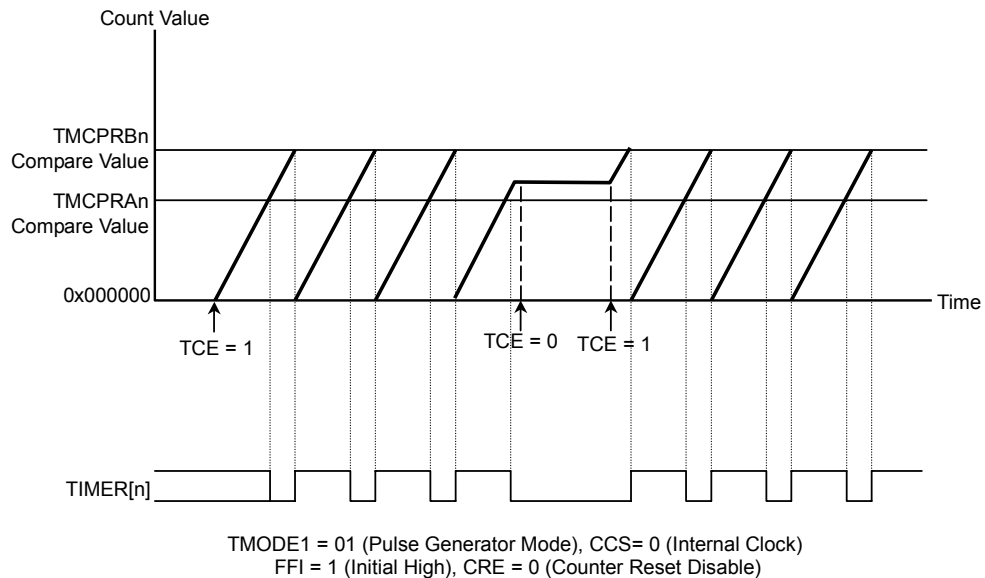 Count Value
TMCPRBn
Compare Value
TMCPRAn
Compare Value
0x000000
Time
TCE = 1
TCE = 0
TCE = 1
TIMER[n]
TMODE1 = 01 (Pulse Generator Mode), CCS= 0 (Internal Clock)
FFI = 1 (Initial High), CRE = 0 (Counter Reset Disable)